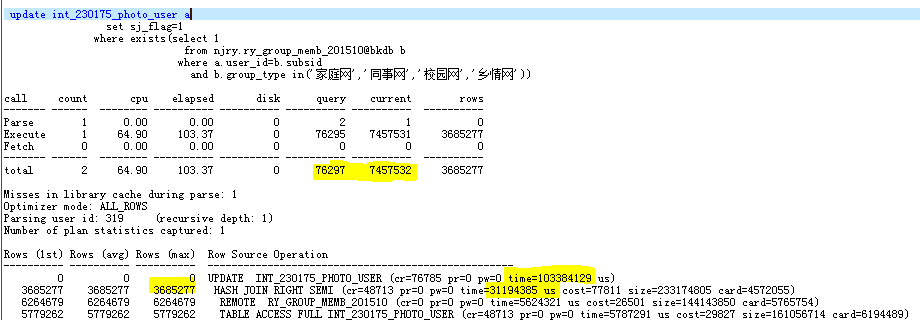 update int_230175_photo_user a
set sj_flag=1
where exists(select 1
from njry.ry_group_memb_201510@bkdb b
where a.user_id=b.subsid
and b.group_type in('家庭网','同事网','校园网','乡情网'))
call count cpu elapsed disk query current rows
------- ------ -------- ---------- ---------- ---------- ---------- ----------
Parse 1 0.00 0.00 0 2 1 0
Execute 1 64.90 103.37 0 76295 7457531 3685277
Fetch 0 0.00 0.00 0 0 0 0
------- ------ -------- ---------- ---------- ---------- ---------- ----------
total 2 64.90 103.37 0 76297 7457532 3685277
Misses in library cache during parse: 1
Optimizer mode: ALL_ROWS
Parsing user id: 319 (recursive depth: 1)
Number of plan statistics captured: 1
Rows (1st) Rows (avg) Rows (max) Row Source Operation
---------- ---------- ---------- ---------------------------------------------------
0 0 0 UPDATE INT_230175_PHOTO_USER (cr=76785 pr=0 pw=0 time=103384129 us)
3685277 3685277 3685277 HASH JOIN RIGHT SEMI (cr=48713 pr=0 pw=0 time=31194385 us cost=77811 size=233174805 card=4572055)
6264679 6264679 6264679 REMOTE RY_GROUP_MEMB_201510 (cr=0 pr=0 pw=0 time=5624321 us cost=26501 size=144143850 card=5765754)
5779262 5779262 5779262 TABLE ACCESS FULL INT_230175_PHOTO_USER (cr=48713 pr=0 pw=0 time=5787291 us cost=29827 size=161056714 card=6194489)